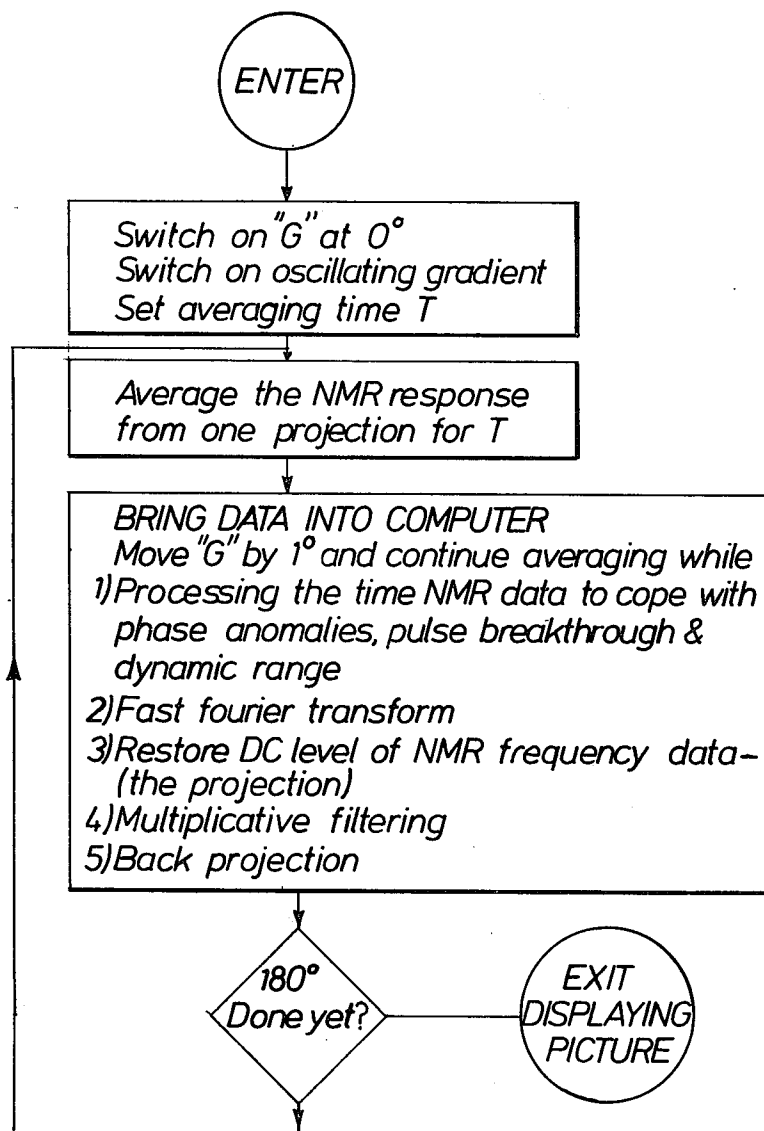 ENTER
Switch on "G" at 0°
Switch on oscillating gradient
Set averaging time T
Average the NMR response
from one projection for T
BRING DATA INTO COMPUTER
Move "G" by 1° and continue averaging while
1) Processing the time NMR data to cope with
phase anomalies, pulse breakthrough &
dynamic range
2) Fast fourier transform
3) Restore DC level of NMR frequency data-
(the projection)
4) Multiplicative filtering
5) Back projection
180°
Done yet?
EXIT
DISPLAYING
PICTURE